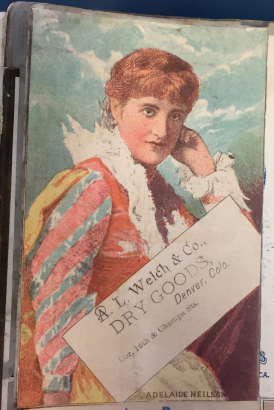 A. L. Welch & Co.,
DRY GOODS,
Denver, Colo.
Cor. 16th & Champa Sts.
ADELAIDE NEILSON